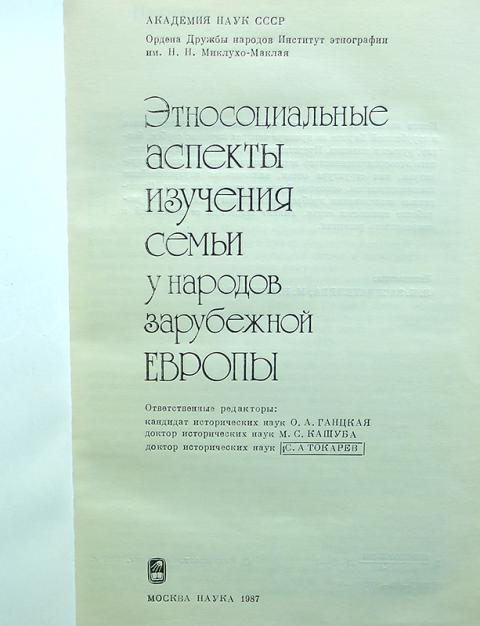 АКАДЕМИЯ НАУК СССР
Ордена Дружбы народов Институт этнографии
им. Н. Н. Миклухо-Маклая
Этносоциальные
аспекты
изучения
семьи
у народов
зарубежной
Европы
Ответственные редакторы:
кандидат исторических наук О. А. ГАНЦКАЯ
доктор исторических наук М. С. КАШУБА
доктор исторических наук С. А ТОКАРЕВ
МОСКВА НАУКА 1987